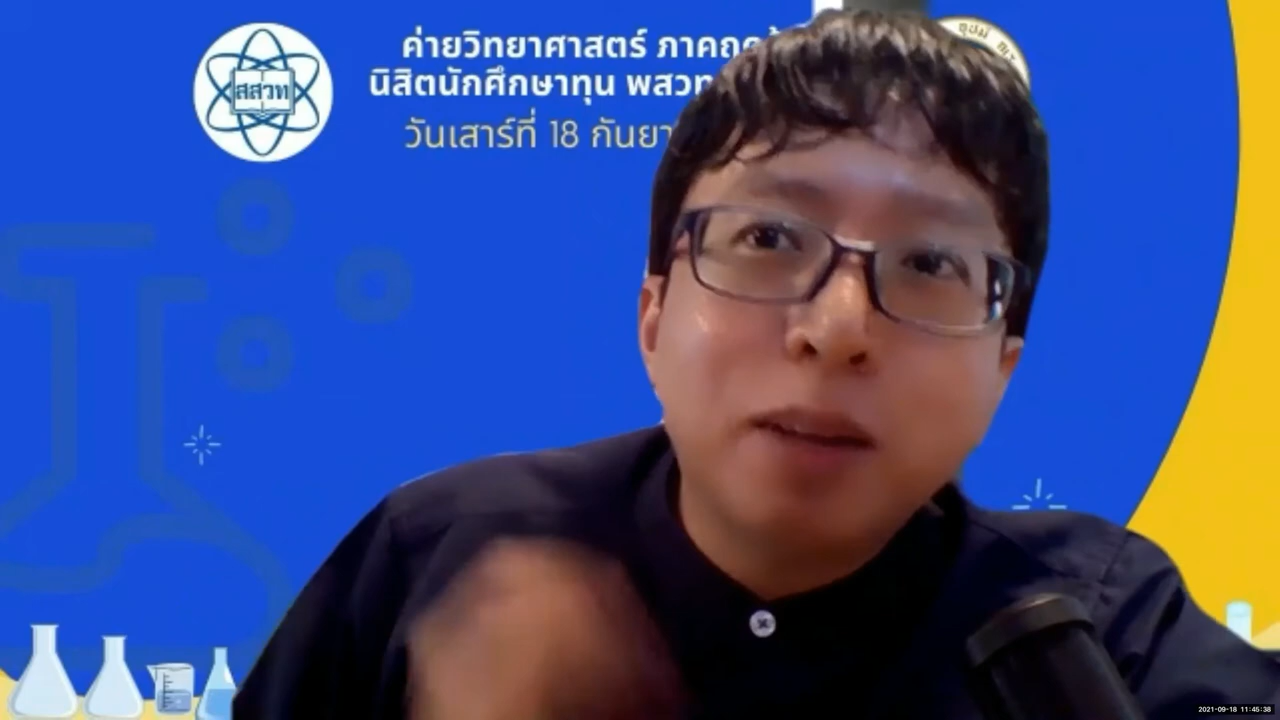 ค่ายวิทยาศาสตร์ ภาคฤดู
นิสิตนักศึกษาทุน พสวท
วันเสาร์ที่ 18 กันยา
สสวท
2021-09-18 11:45:38